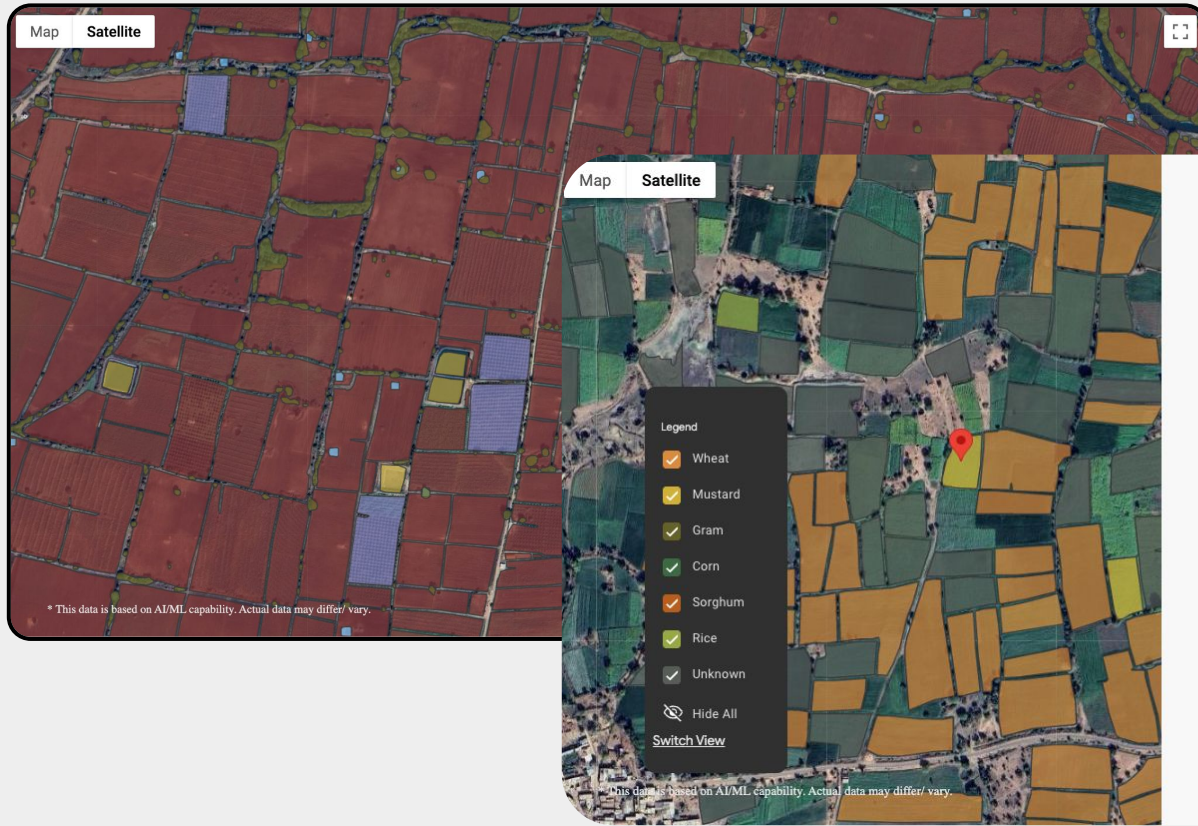 Map Satellite
* This data is based on AI/ML capability. Actual data may differ/ vary.
Map Satellite
Legend
Wheat
Mustard
Gram
Corn
Sorghum
Rice
Unknown
Hide All
Switch View
* This data is based on AI/ML capability. Actual data may differ/ vary.